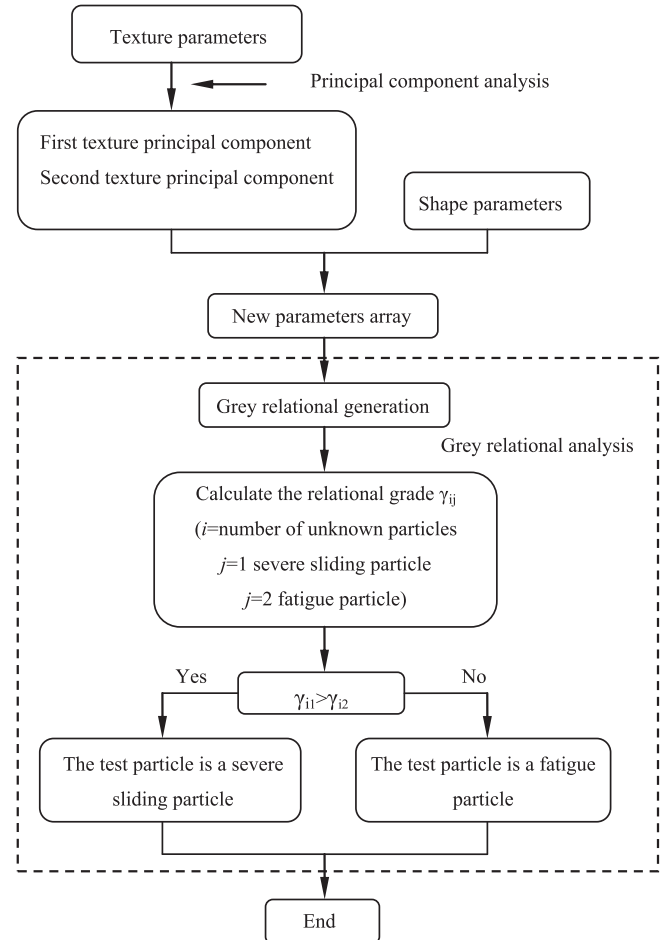 Texture parameters
Principal component analysis
First texture principal component
Second texture principal component
Shape parameters
New parameters array
Grey relational generation
Grey relational analysis
Calculate the relational grade γij
(i=number of unknown particles
j=1 severe sliding particle
j=2 fatigue particle)
Yes
No
γi1>γi2
The test particle is a severe
sliding particle
The test particle is a fatigue
particle
End